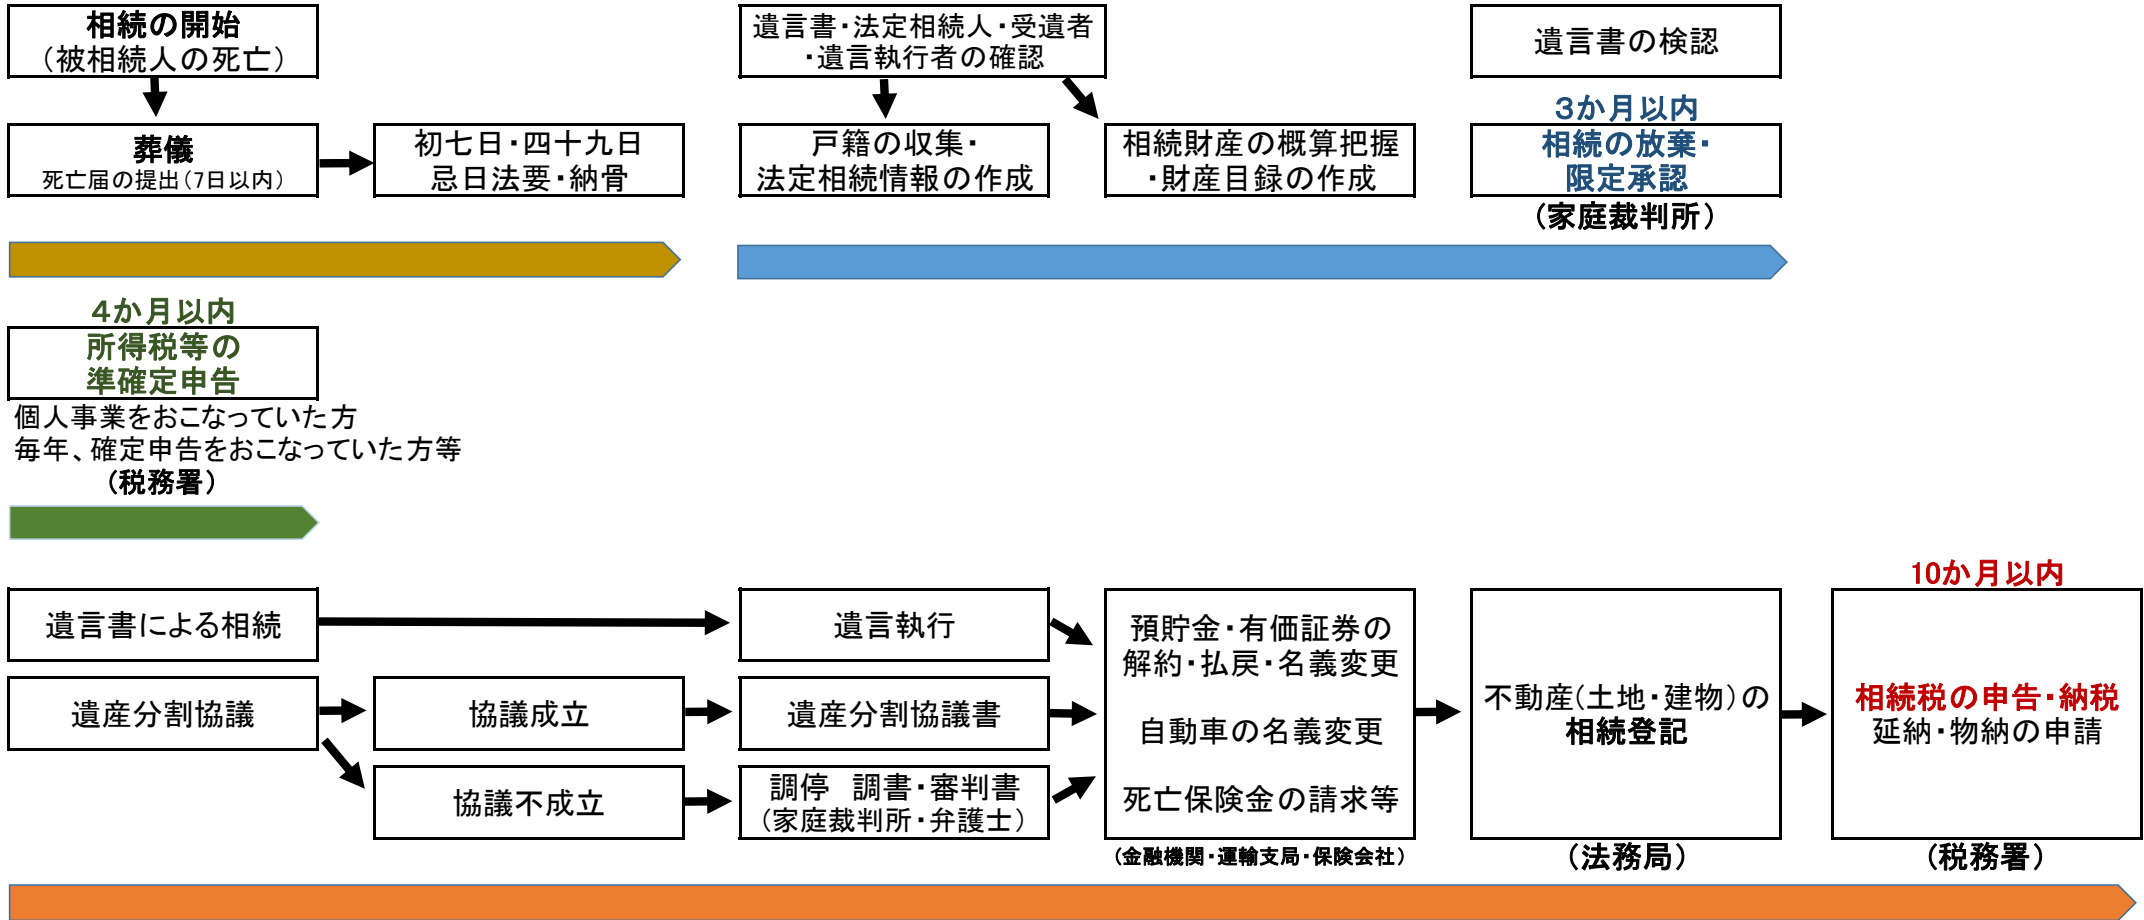 相続の開始
（被相続人の死亡）
遺言書・法定相続人・受遺者
・遺言執行者の確認
遺言書の検認
葬儀
死亡届の提出（7日以内）
初七日・四十九日
忌日法要・納骨
戸籍の収集・
法定相続情報の作成
相続財産の概算把握
・財産目録の作成
3か月以内
相続の放棄・
限定承認
（家庭裁判所）
4か月以内
所得税等の
準確定申告
個人事業をおこなっていた方
毎年、確定申告をおこなっていた方等
（税務署）
遺言書による相続
遺言執行
遺産分割協議
協議成立
遺産分割協議書
協議不成立
調停　調書・審判書
（家庭裁判所・弁護士）
預貯金・有価証券の
解約・払戻・名義変更
自動車の名義変更
死亡保険金の請求等
（金融機関・運輸支局・保険会社）
不動産(土地・建物)の
相続登記
（法務局）
10か月以内
相続税の申告・納税
延納・物納の申請
（税務署）